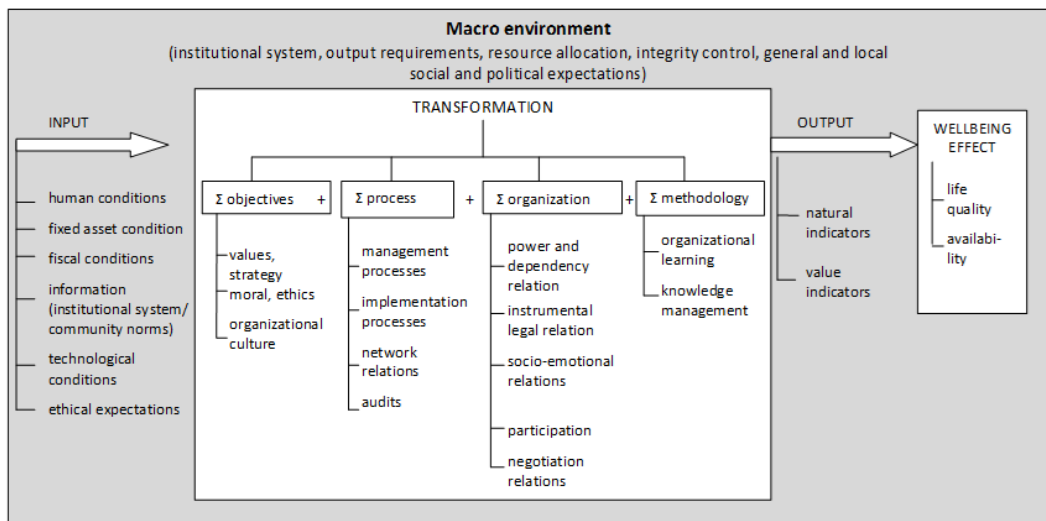 Macro environment
(institutional system, output requirements, resource allocation, integrity control, general and local
social and political expectations)
INPUT
human conditions
fixed asset condition
fiscal conditions
information
(institutional system/
community norms)
technological
conditions
ethical expectations
TRANSFORMATION
Σ objectives +
values,
strategy
moral, ethics
organizational
culture
Σ process +
management
processes
implementation
processes
network
relations
audits
Σ organization +
power and
dependency
relation
instrumental
legal relation
socio-emotional
relations
participation
negotiation
relations
Σ methodology
organizational
learning
knowledge
management
OUTPUT
natural
indicators
value
indicators
WELLBEING
EFFECT
life
quality
availabi-
lity